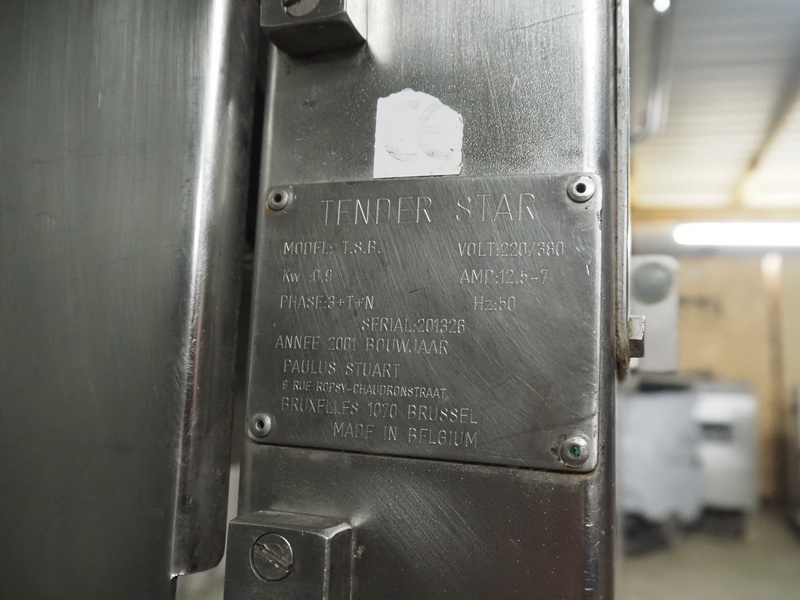 CE
TENDER STAR
MODEL: T.S.R. VOLT:220/380
Kw :0,9 AMP:12.5-7
PHASE:3+T+N Hz:50
SERIAL:201326
ANNEE 2001 BOUWJAAR
PAULUS STUART
9 RUE ROPSY-CHAUDRONSTRAAT,
BRUXELLES 1070 BRUSSEL
MADE IN BELGIUM